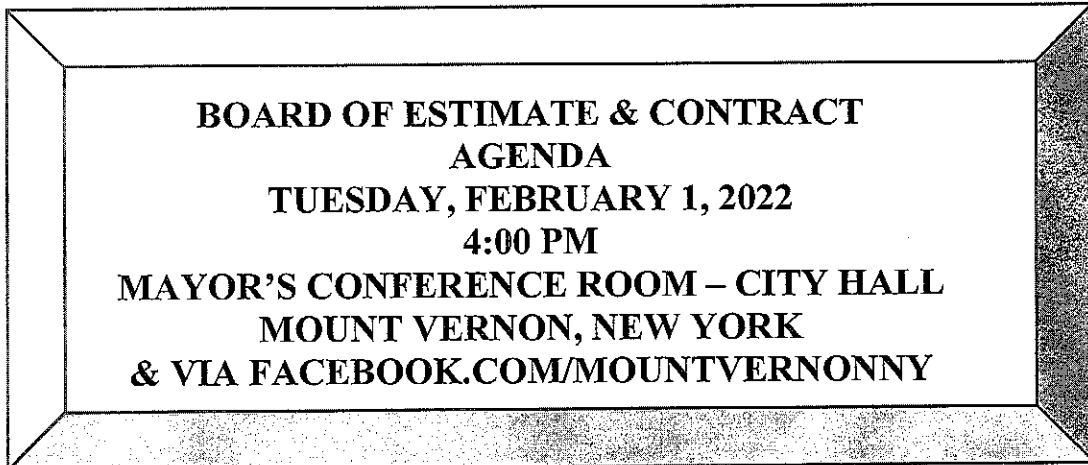 BOARD OF ESTIMATE & CONTRACT
AGENDA
TUESDAY, FEBRUARY 1, 2022
4:00 PM
MAYOR'S CONFERENCE ROOM – CITY HALL
MOUNT VERNON, NEW YORK
& VIA FACEBOOK.COM/MOUNTVERNONNY